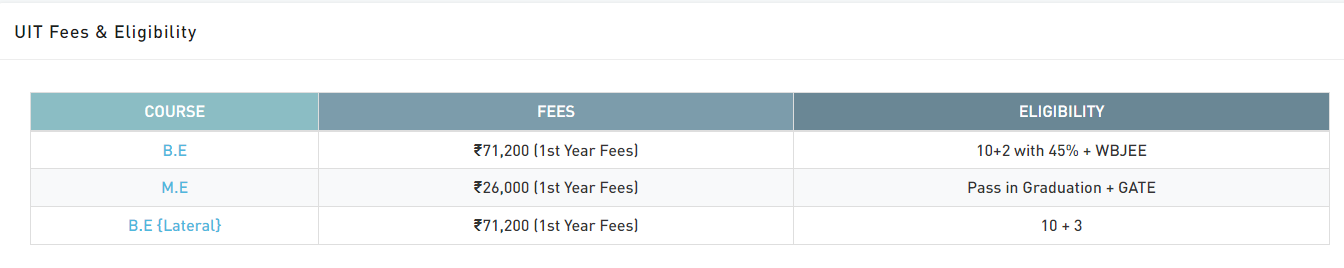 UIT Fees & Eligibility
COURSE FEES ELIGIBILITY
B.E ₹71,200 (1st Year Fees) 10+2 with 45% + WBJEE
M.E ₹26,000 (1st Year Fees) Pass in Graduation + GATE
B.E {Lateral} ₹71,200 (1st Year Fees) 10 + 3